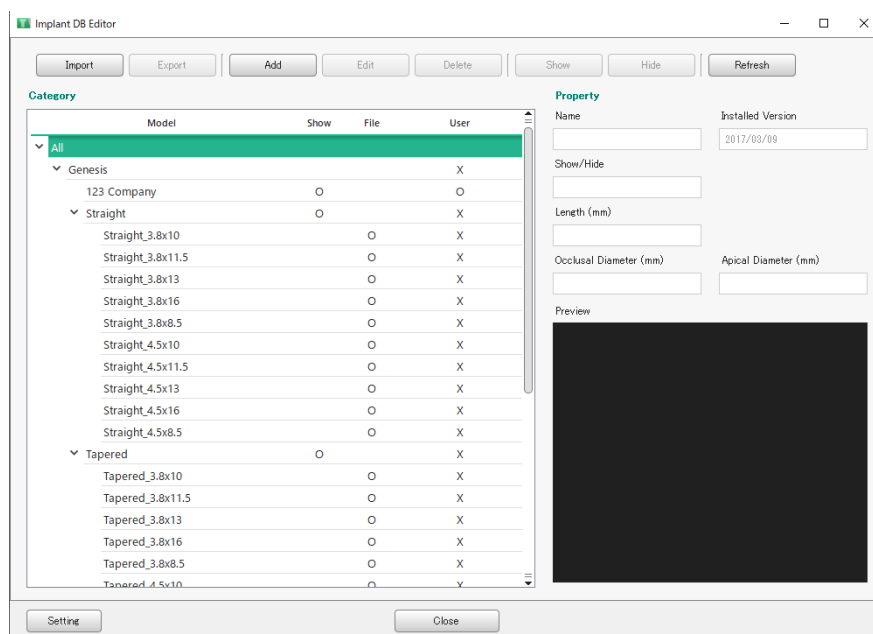 Implant DB Editor
Import Export Add Edit Delete Show Hide Refresh
Category
Model Show File User
All
Genesis X
123 Company O O
Straight O X
Straight_3.8x10 O X
Straight_3.8x11.5 O X
Straight_3.8x13 O X
Straight_3.8x16 O X
Straight_3.8x8.5 O X
Straight_4.5x10 O X
Straight_4.5x11.5 O X
Straight_4.5x13 O X
Straight_4.5x16 O X
Straight_4.5x8.5 O X
Tapered O X
Tapered_3.8x10 O X
Tapered_3.8x11.5 O X
Tapered_3.8x13 O X
Tapered_3.8x16 O X
Tapered_3.8x8.5 O X
Tapered_4.5x10 O X
Property
Name Installed Version
2017/03/09
Show/Hide
Length (mm)
Occlusal Diameter (mm) Apical Diameter (mm)
Preview
Setting Close